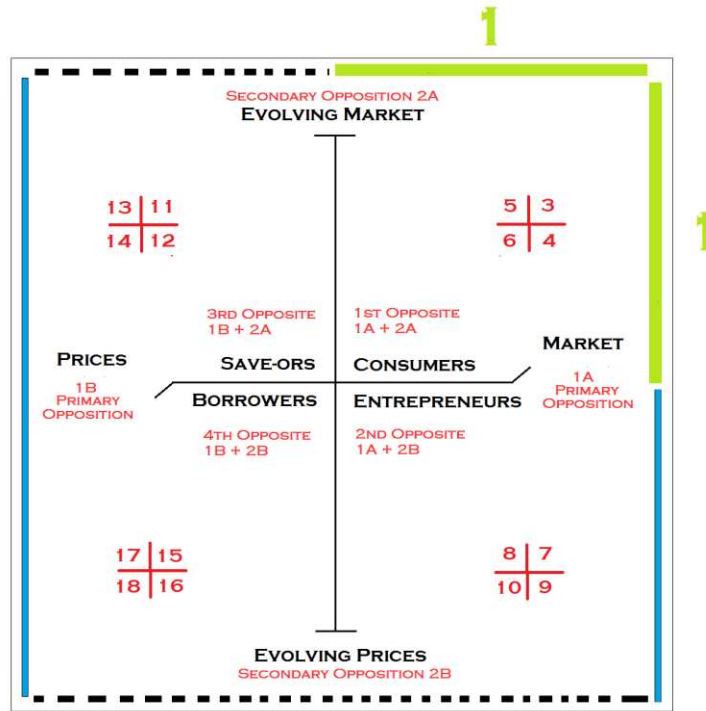 1
SECONDARY OPPOSITION 2A
EVOLVING MARKET
13 11
14 12
5 3
6 4
1
3RD OPPOSITE
1B + 2A
1ST OPPOSITE
1A + 2A
PRICES
1B
PRIMARY
OPPOSITION
SAVE-ORS
CONSUMERS
MARKET
1A
PRIMARY
OPPOSITION
BORROWERS
ENTREPRENEURS
4TH OPPOSITE
1B + 2B
2ND OPPOSITE
1A + 2B
17 15
18 16
8 7
10 9
EVOLVING PRICES
SECONDARY OPPOSITION 2B